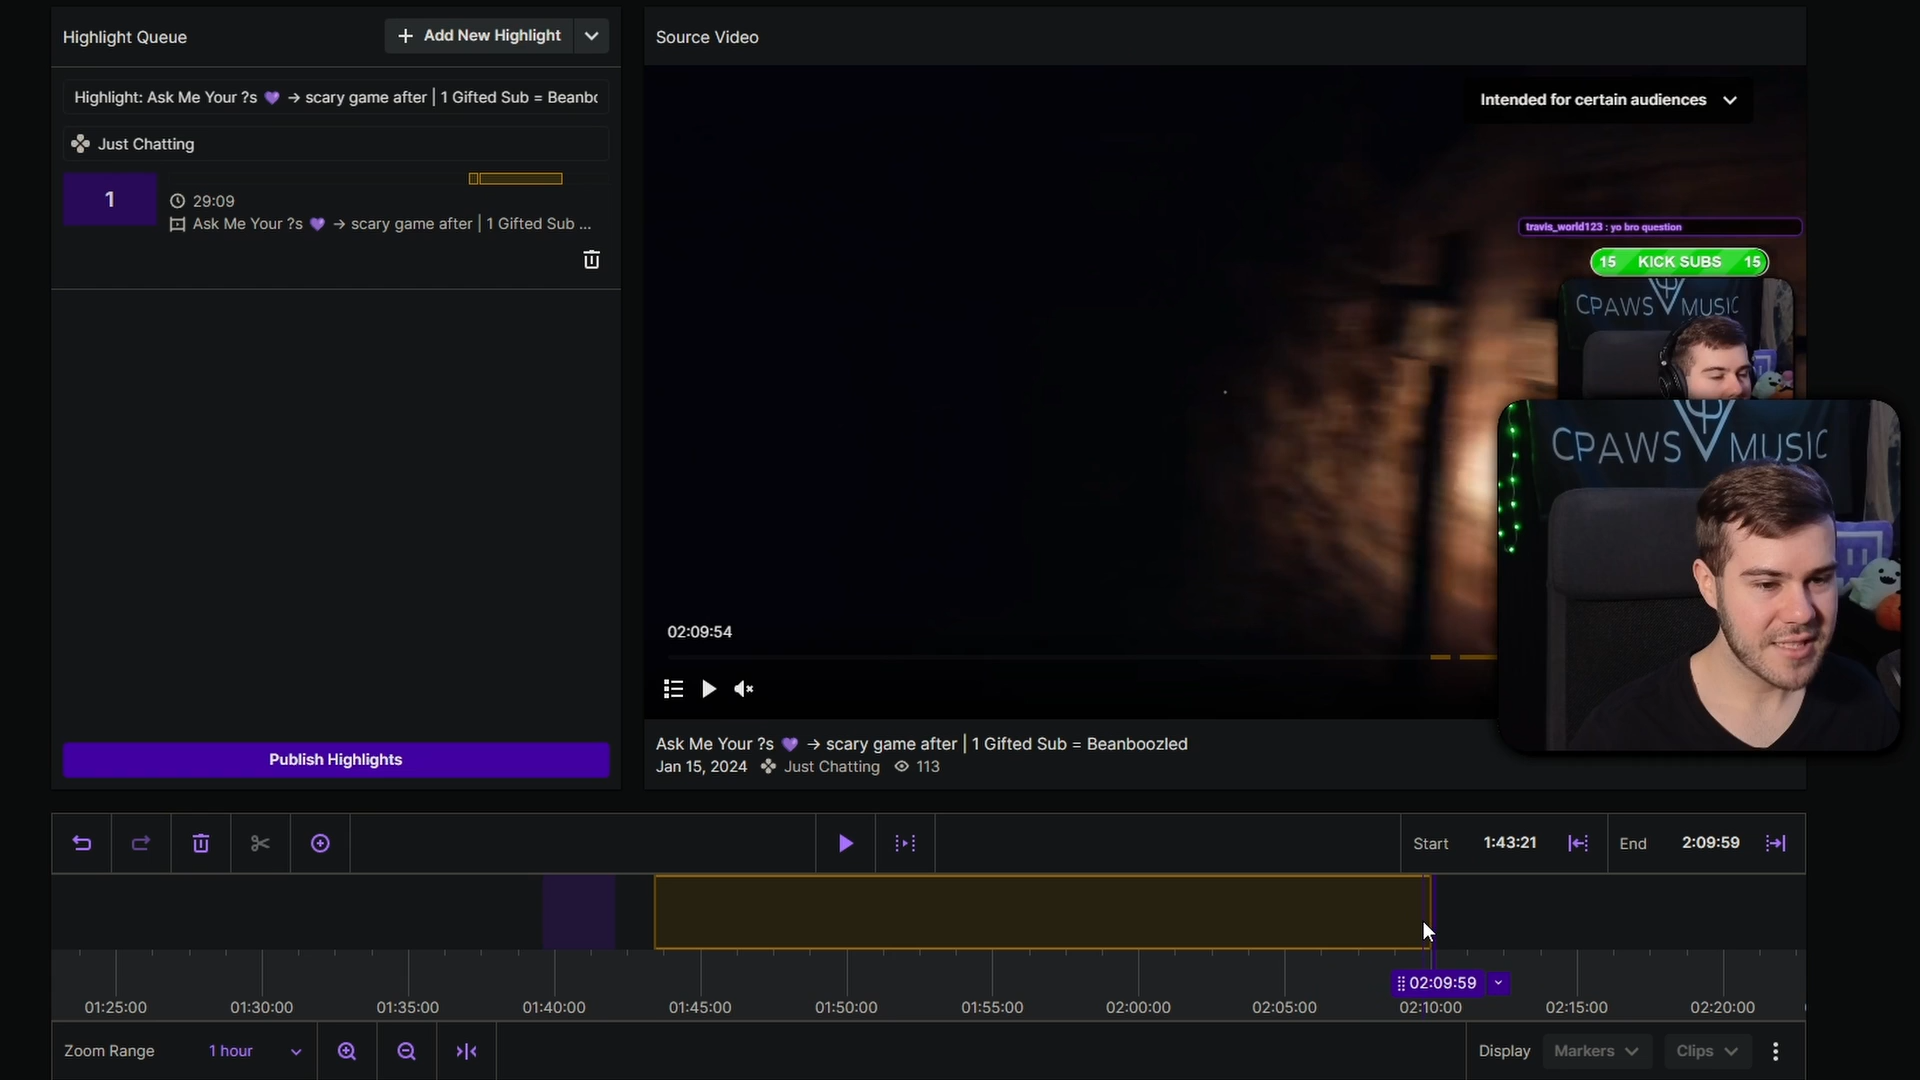 Highlight Queue
Add New Highlight
Source Video
Highlight: Ask Me Your ?s 💜 → scary game after | 1 Gifted Sub = Beanbo
Intended for certain audiences
Just Chatting
1
29:09
Ask Me Your ?s 💜 → scary game after | 1 Gifted Sub ...
travis_world123 : yo bro question
15 KICK SUBS 15
CPAWS MUSIC
CPAWS MUSIC
02:09:54
Ask Me Your ?s 💜 → scary game after | 1 Gifted Sub = Beanboozled
Jan 15, 2024 Just Chatting 113
Publish Highlights
Start 1:43:21 End 2:09:59
02:09:59
01:25:00 01:30:00 01:35:00 01:40:00 01:45:00 01:50:00 01:55:00 02:00:00 02:05:00 02:10:00 02:15:00 02:20:00
Zoom Range 1 hour Display Markers Clips